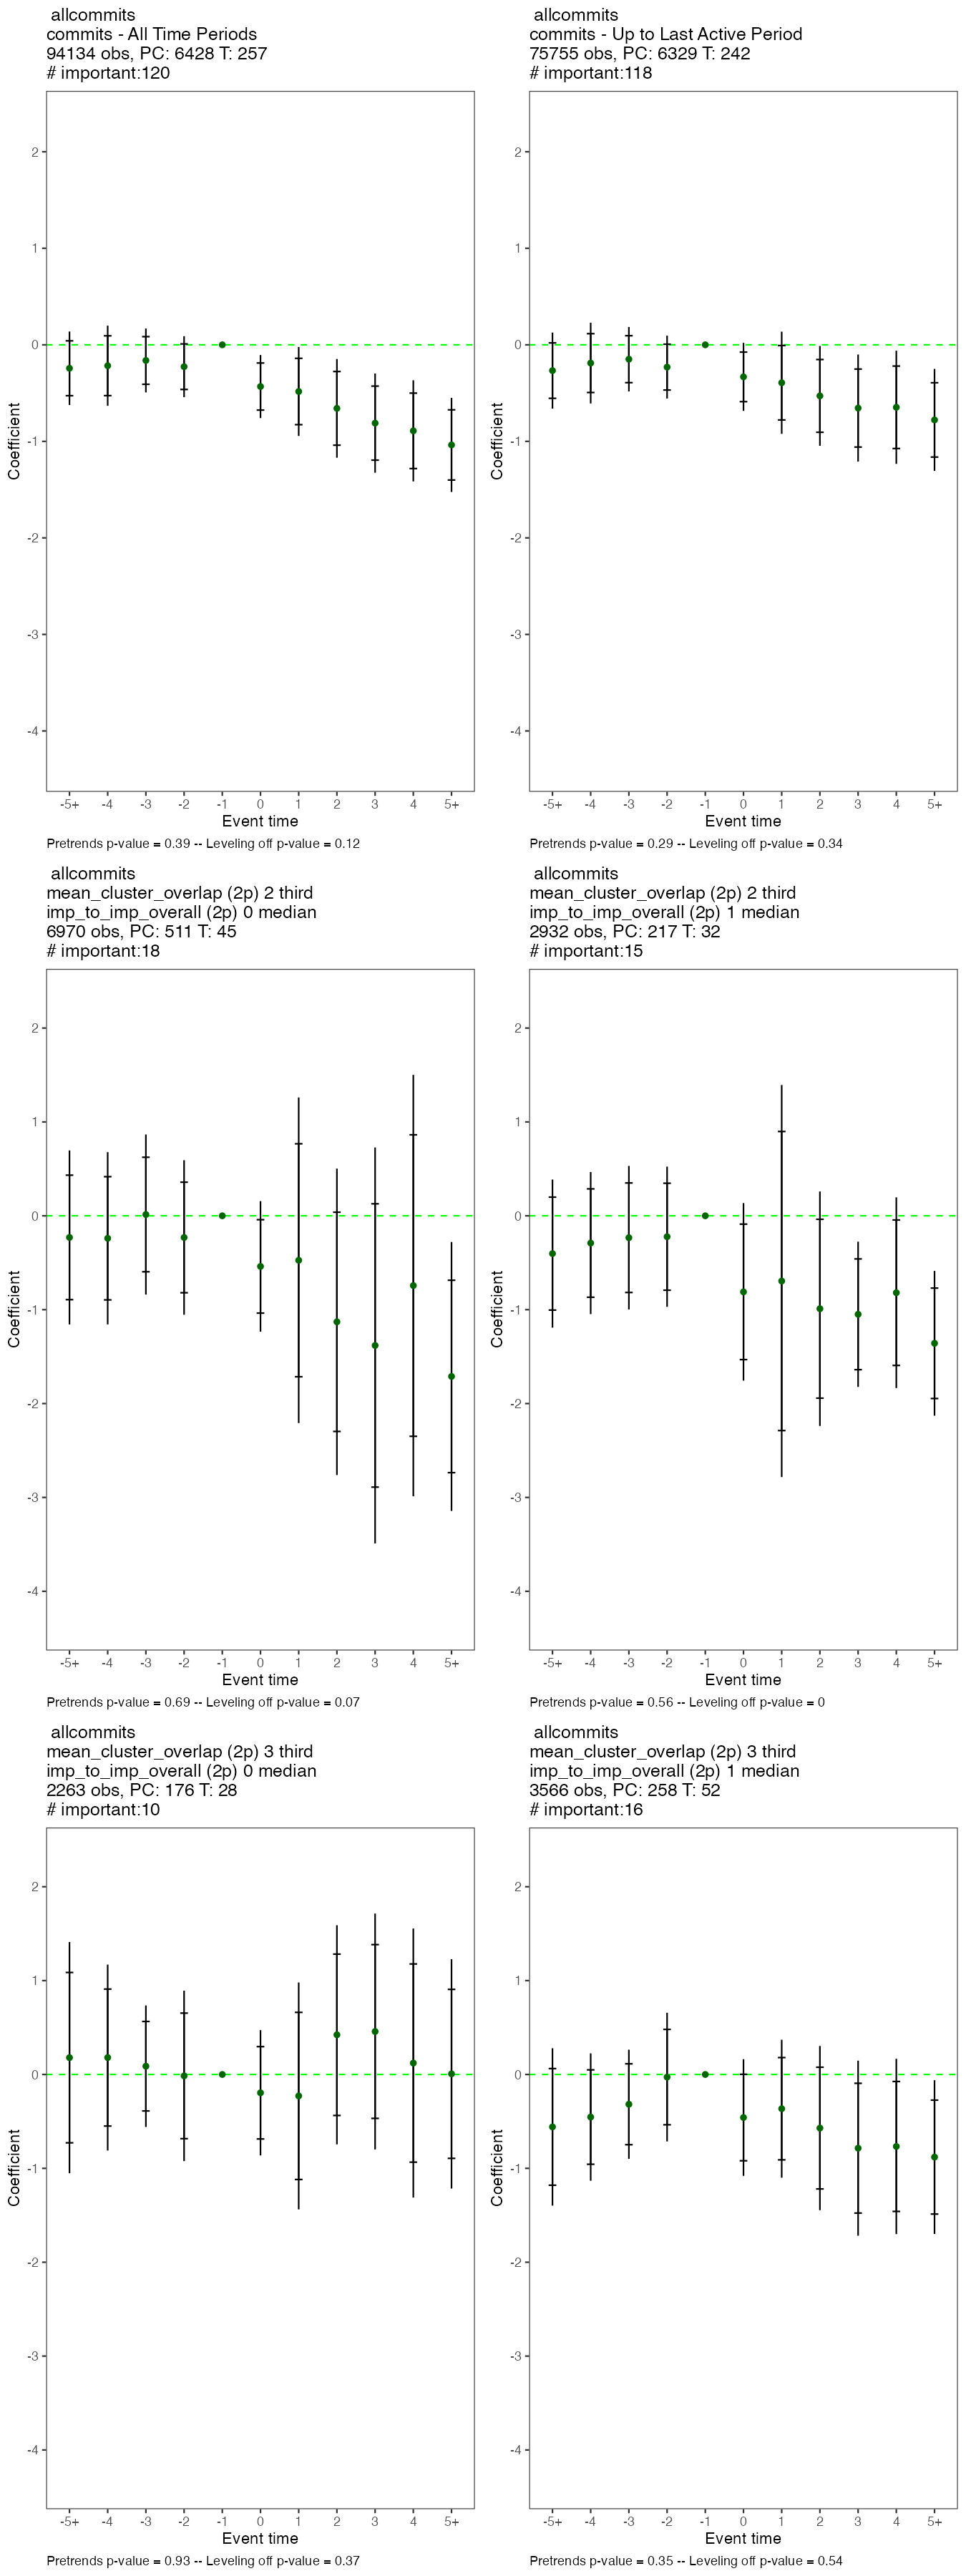 allcommits
commits - All Time Periods
94134 obs, PC: 6428 T: 257
# important:120
2
1
0
-1
-2
-3
-4
Coefficient
-5+ -4 -3 -2 -1 0 1 2 3 4 5+
Event time
Pretrends p-value = 0.39 -- Leveling off p-value = 0.12
allcommits
commits - Up to Last Active Period
75755 obs, PC: 6329 T: 242
# important:118
2
1
0
-1
-2
-3
-4
Coefficient
-5+ -4 -3 -2 -1 0 1 2 3 4 5+
Event time
Pretrends p-value = 0.29 -- Leveling off p-value = 0.34
allcommits
mean_cluster_overlap (2p) 2 third
imp_to_imp_overall (2p) 0 median
6970 obs, PC: 511 T: 45
# important:18
2
1
0
-1
-2
-3
-4
Coefficient
-5+ -4 -3 -2 -1 0 1 2 3 4 5+
Event time
Pretrends p-value = 0.69 -- Leveling off p-value = 0.07
allcommits
mean_cluster_overlap (2p) 2 third
imp_to_imp_overall (2p) 1 median
2932 obs, PC: 217 T: 32
# important:15
2
1
0
-1
-2
-3
-4
Coefficient
-5+ -4 -3 -2 -1 0 1 2 3 4 5+
Event time
Pretrends p-value = 0.56 -- Leveling off p-value = 0
allcommits
mean_cluster_overlap (2p) 3 third
imp_to_imp_overall (2p) 0 median
2263 obs, PC: 176 T: 28
# important:10
2
1
0
-1
-2
-3
-4
Coefficient
-5+ -4 -3 -2 -1 0 1 2 3 4 5+
Event time
Pretrends p-value = 0.93 -- Leveling off p-value = 0.37
allcommits
mean_cluster_overlap (2p) 3 third
imp_to_imp_overall (2p) 1 median
3566 obs, PC: 258 T: 52
# important:16
2
1
0
-1
-2
-3
-4
Coefficient
-5+ -4 -3 -2 -1 0 1 2 3 4 5+
Event time
Pretrends p-value = 0.35 -- Leveling off p-value = 0.54